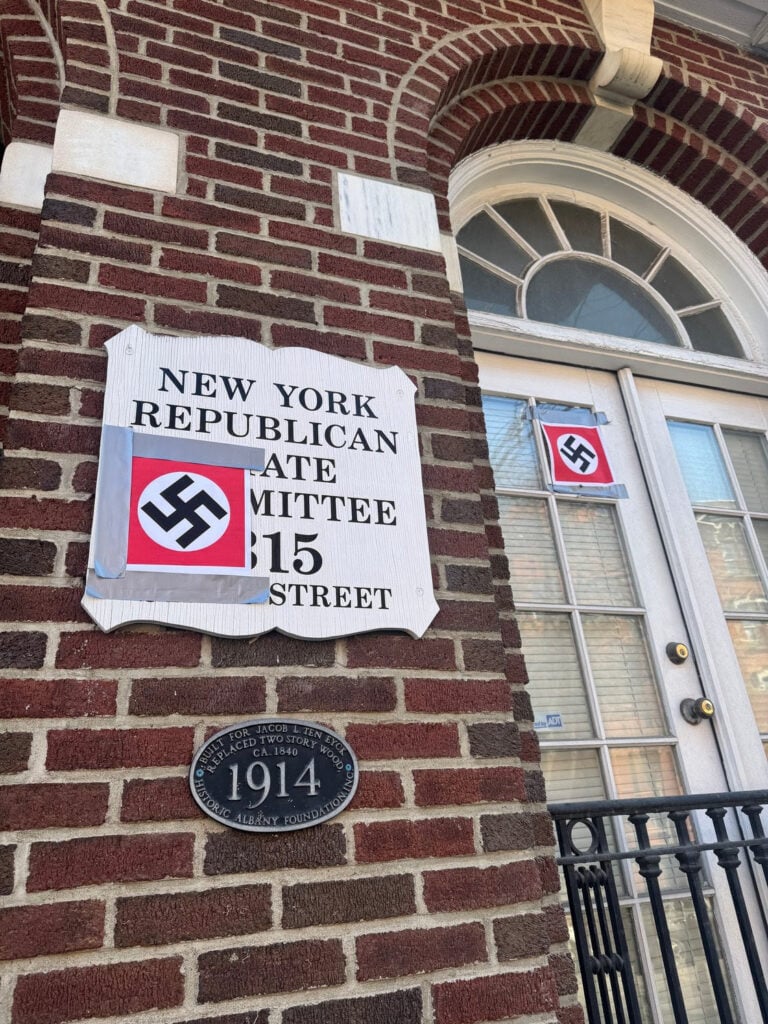 NEW YORK
REPUBLICAN
ATE
MITTEE
315
STREET
BUILT FOR JACOB L. TEN EYCK
REPLACED TWO STORY WOOD,
CA. 1840
1914
HISTORIC ALBANY FOUNDATION, INC.
ADT